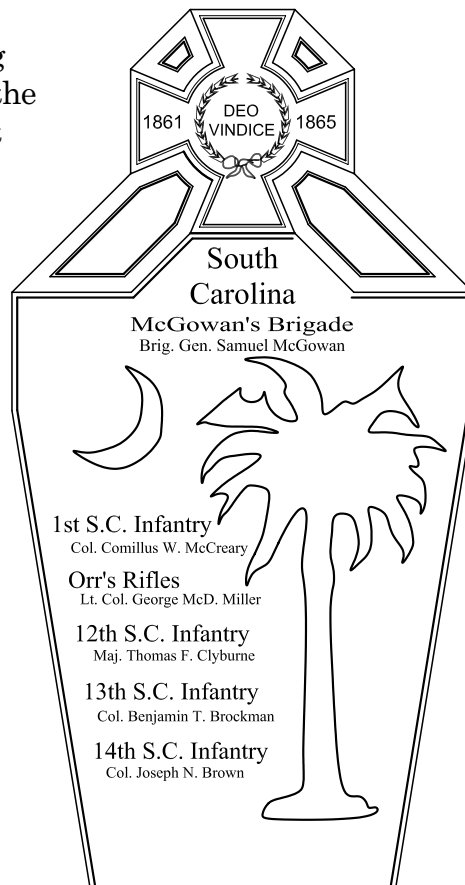 the
1861
DEO
VINDICE
1865
South
Carolina
McGowan's Brigade
Brig. Gen. Samuel McGowan
1st S.C. Infantry
Col. Comillus W. McCreary
Orr's Rifles
Lt. Col. George McD. Miller
12th S.C. Infantry
Maj. Thomas F. Clyburne
13th S.C. Infantry
Col. Benjamin T. Brockman
14th S.C. Infantry
Col. Joseph N. Brown